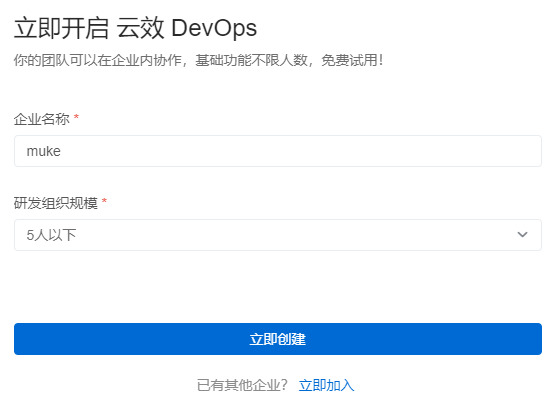 立即开启 云效 DevOps
你的团队可以在企业内协作，基础功能不限人数，免费试用！
企业名称 *
muke
研发组织规模 *
5人以下
立即创建
已有其他企业？ 立即加入